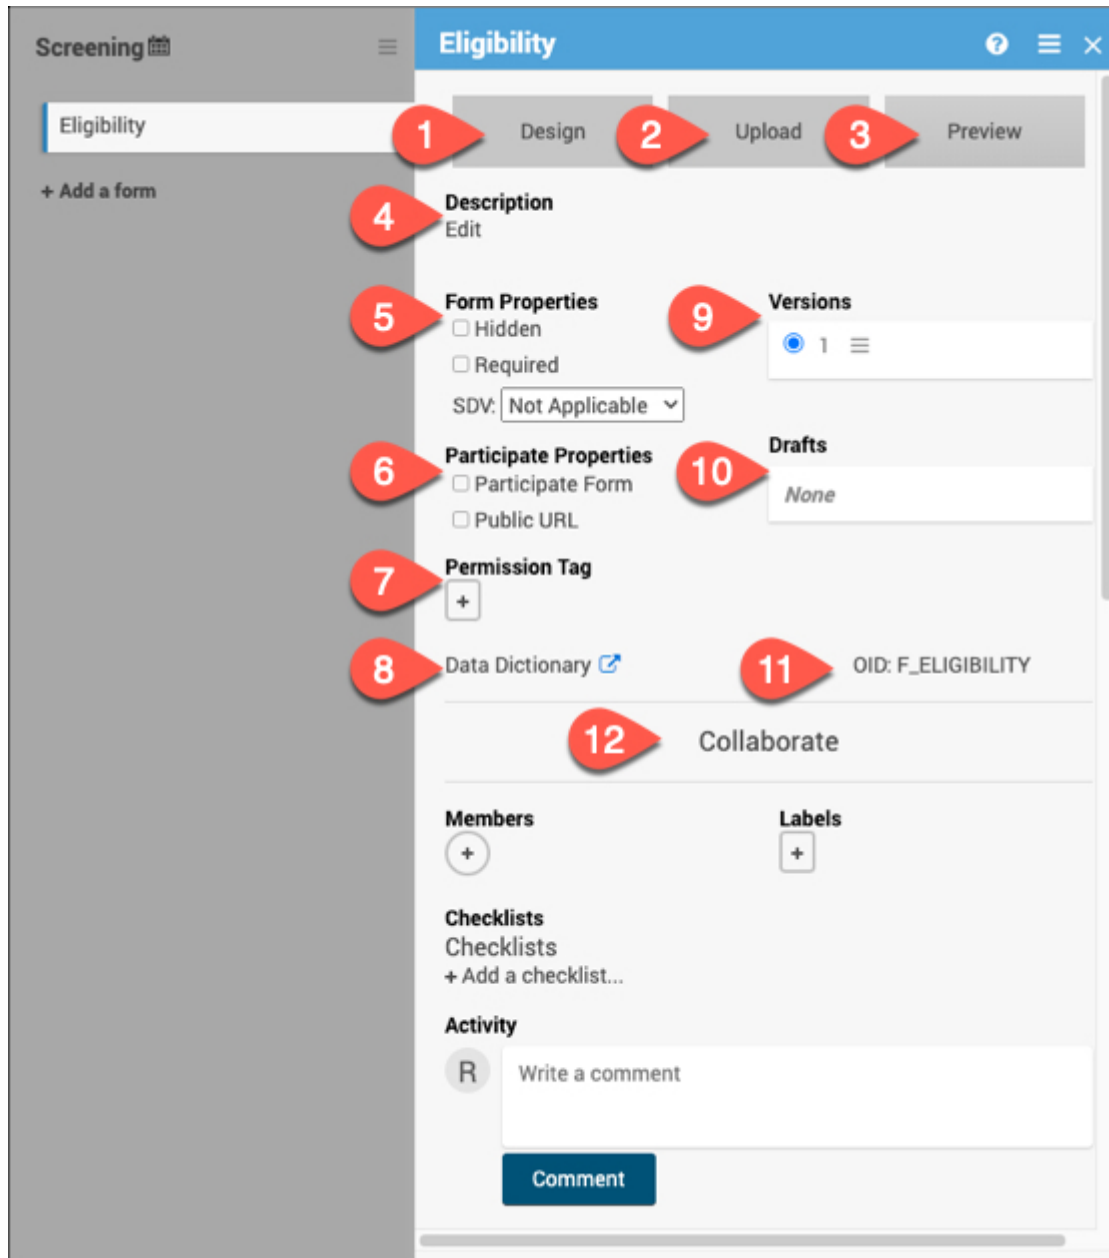 Screening
Eligibility
+ Add a form
Eligibility
?
1 Design 2 Upload 3 Preview
4 Description
Edit
5 Form Properties
Hidden
Required
SDV: Not Applicable
9 Versions
1
6 Participate Properties
Participate Form
Public URL
10 Drafts
None
7 Permission Tag
+
8 Data Dictionary
11 OID: F_ELIGIBILITY
12 Collaborate
Members
+
Labels
+
Checklists
Checklists
+ Add a checklist...
Activity
R Write a comment
Comment